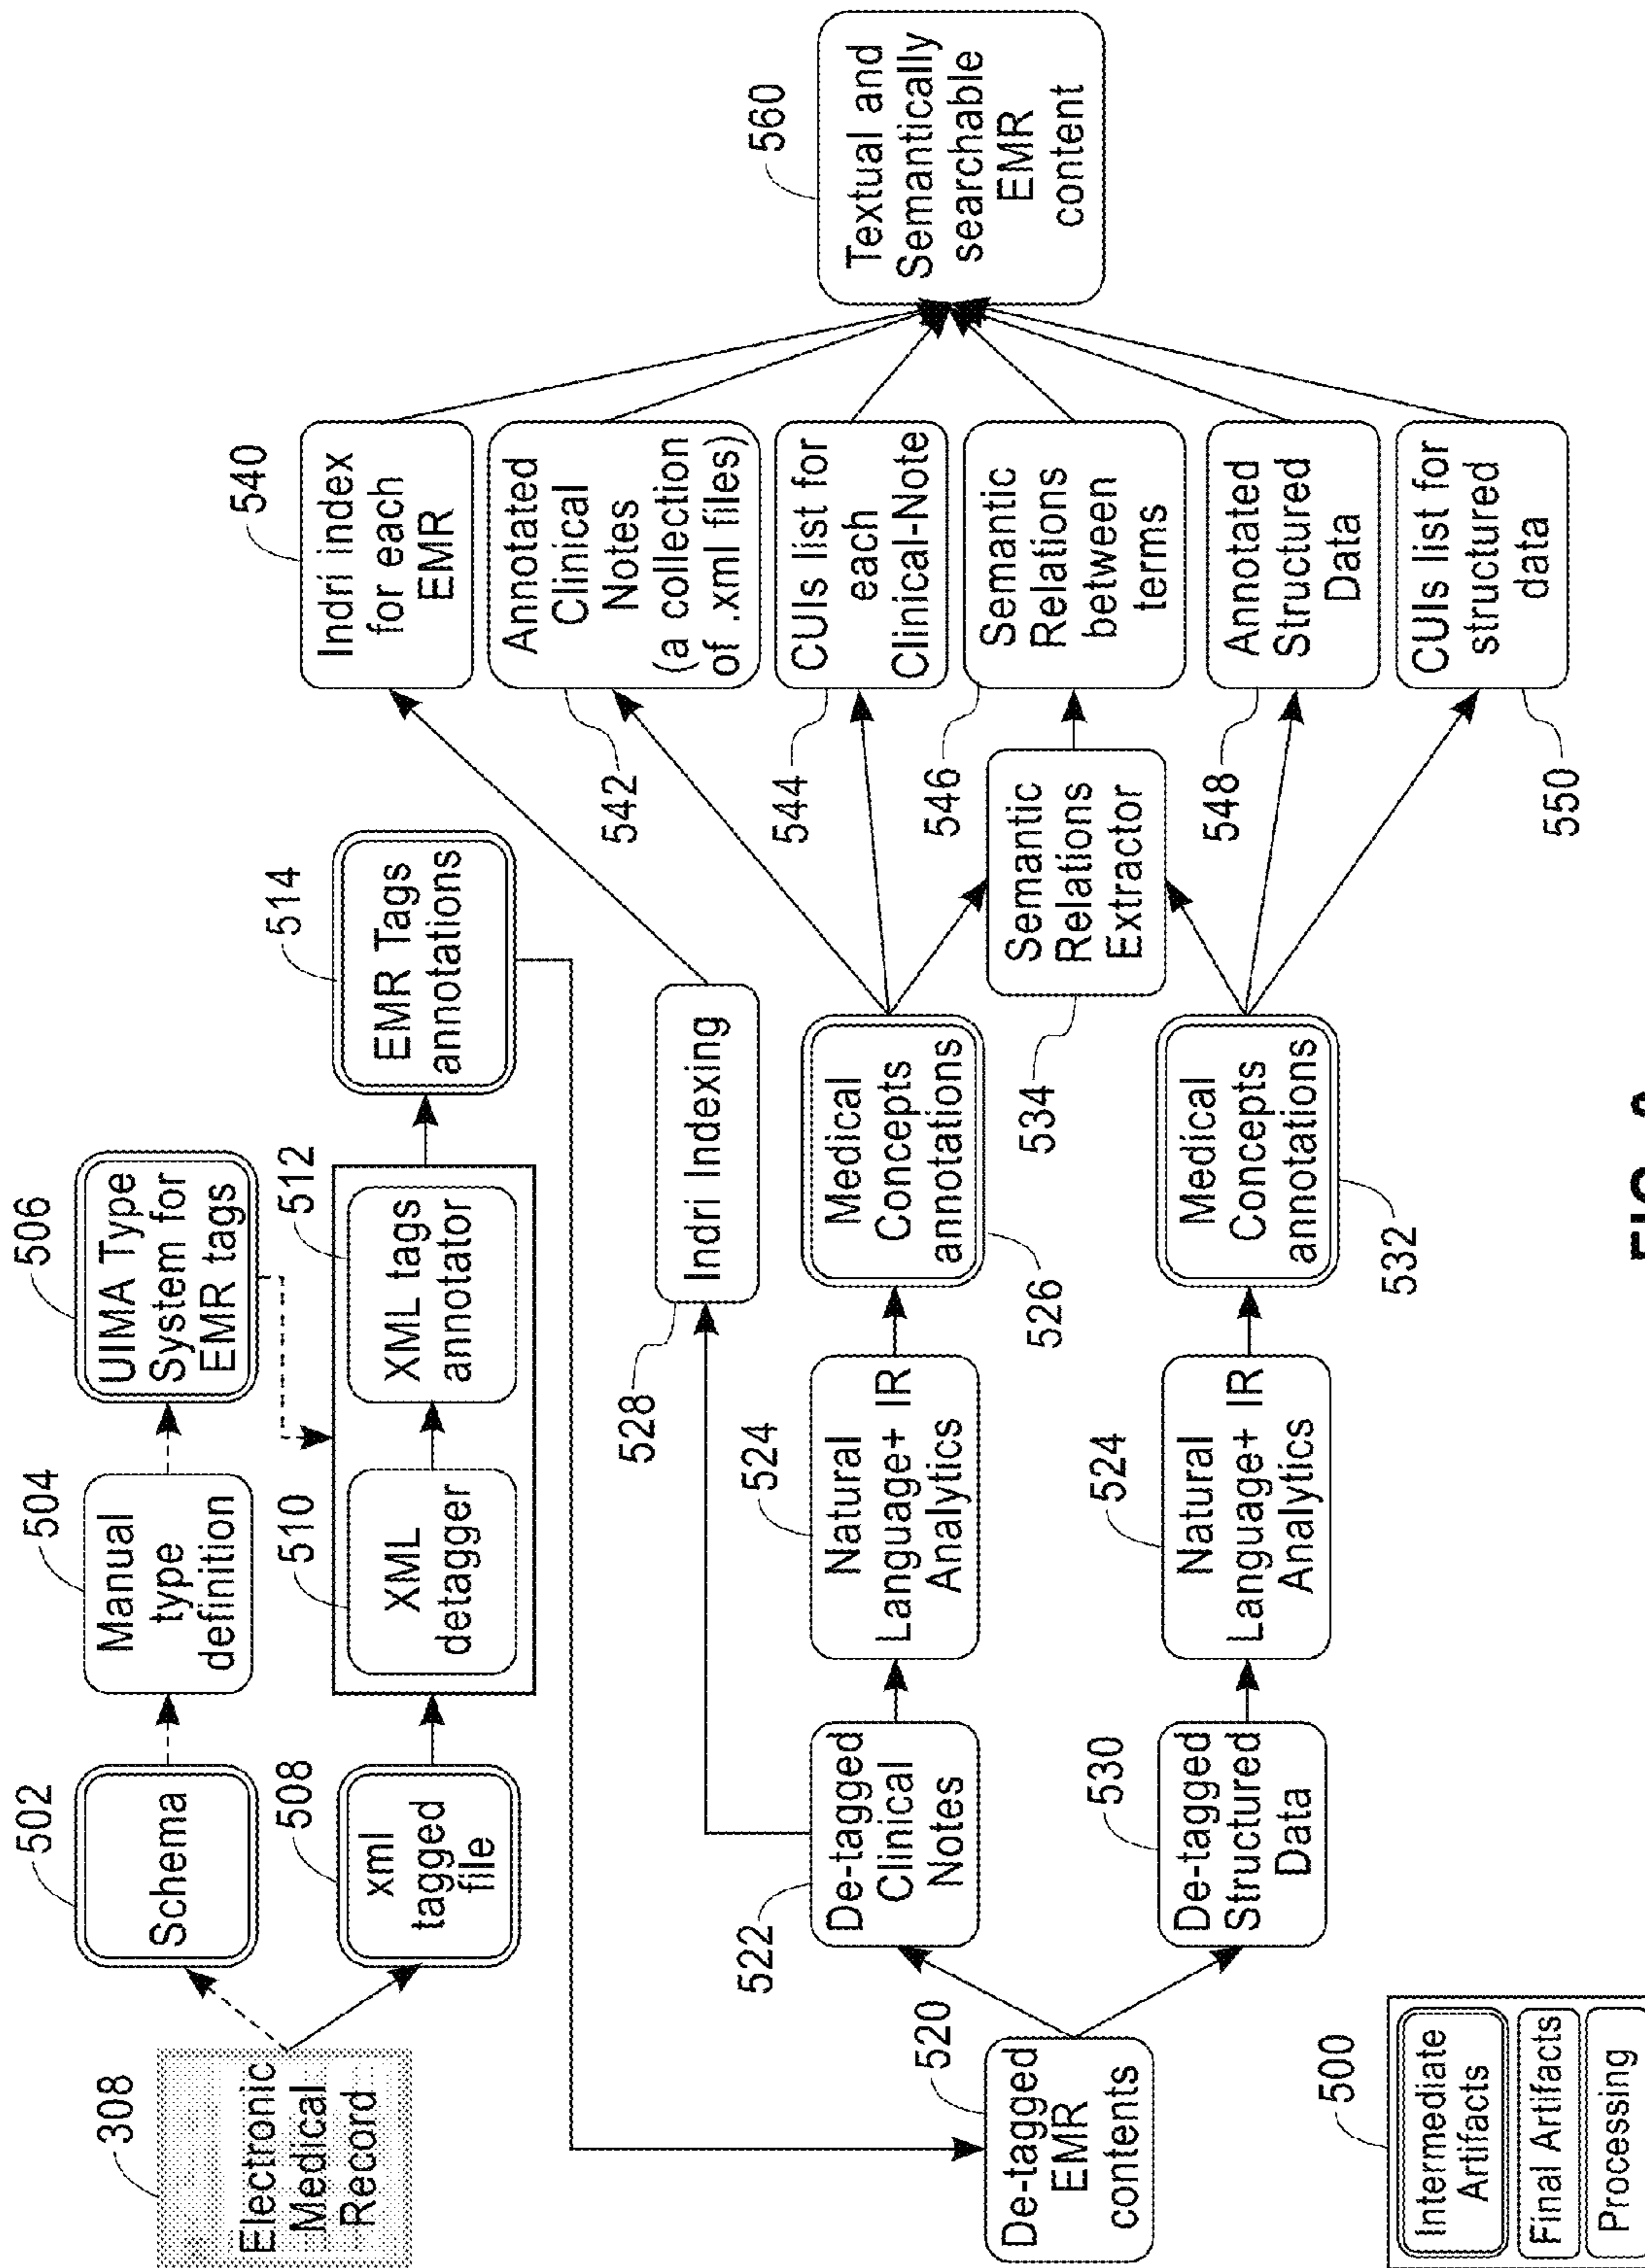 308
Electronic
Medical
Record
502
Schema
504
Manual
type
definition
506
UIMA Type
System for
EMR tags
508
xml
tagged
file
510
XML
detagger
512
XML tags
annotator
514
EMR Tags
annotations
520
De-tagged
EMR
contents
522
De-tagged
Clinical
Notes
524
Natural
Language+ IR
Analytics
526
Medical
Concepts
annotations
528
Indri Indexing
530
De-tagged
Structured
Data
524
Natural
Language+ IR
Analytics
532
Medical
Concepts
annotations
534
Semantic
Relations
Extractor
540
Indri index
for each
EMR
542
Annotated
Clinical
Notes
(a collection
of .xml files)
544
CUIs list for
each
Clinical-Note
546
Semantic
Relations
between
terms
548
Annotated
Structured
Data
550
CUIs list for
structured
data
560
Textual and
Semantically
searchable
EMR
content
500
Intermediate
Artifacts
Final Artifacts
Processing